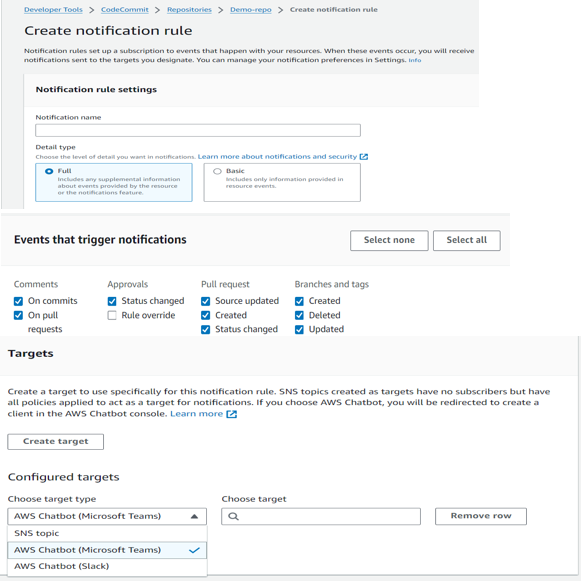 Developer Tools > CodeCommit > Repositories > Demo-repo > Create notification rule
Create notification rule
Notification rules set up a subscription to events that happen with your resources. When these events occur, you will receive
notifications sent to the targets you designate. You can manage your notification preferences in Settings. Info
Notification rule settings
Notification name
Detail type
Choose the level of detail you want in notifications. Learn more about notifications and security
Full
Includes any supplemental information
about events provided by the resource
or the notifications feature.
Basic
Includes only information provided in
resource events.
Events that trigger notifications
Select none
Select all
Comments
On commits
On pull
requests
Approvals
Status changed
Rule override
Pull request
Source updated
Created
Status changed
Branches and tags
Created
Deleted
Updated
Targets
Create a target to use specifically for this notification rule. SNS topics created as targets have no subscribers but have
all policies applied to act as a target for notifications. If you choose AWS Chatbot, you will be redirected to create a
client in the AWS Chatbot console. Learn more
Create target
Configured targets
Choose target type
AWS Chatbot (Microsoft Teams)
SNS topic
AWS Chatbot (Microsoft Teams)
AWS Chatbot (Slack)
Choose target
Remove row